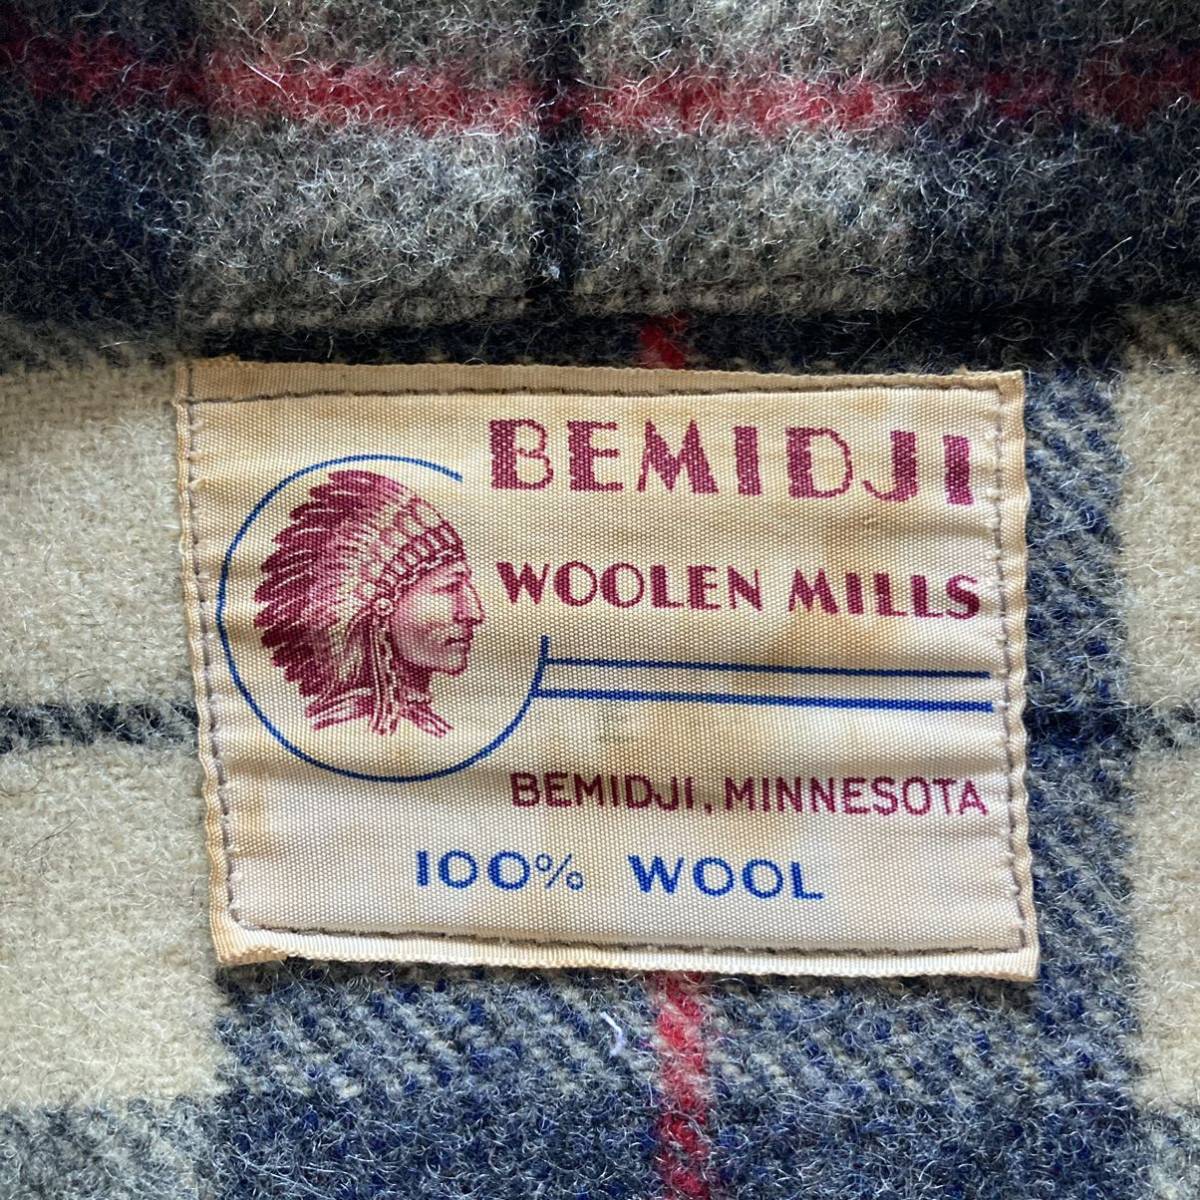 BEMIDJI
WOOLEN MILLS
BEMIDJI, MINNESOTA
100% WOOL